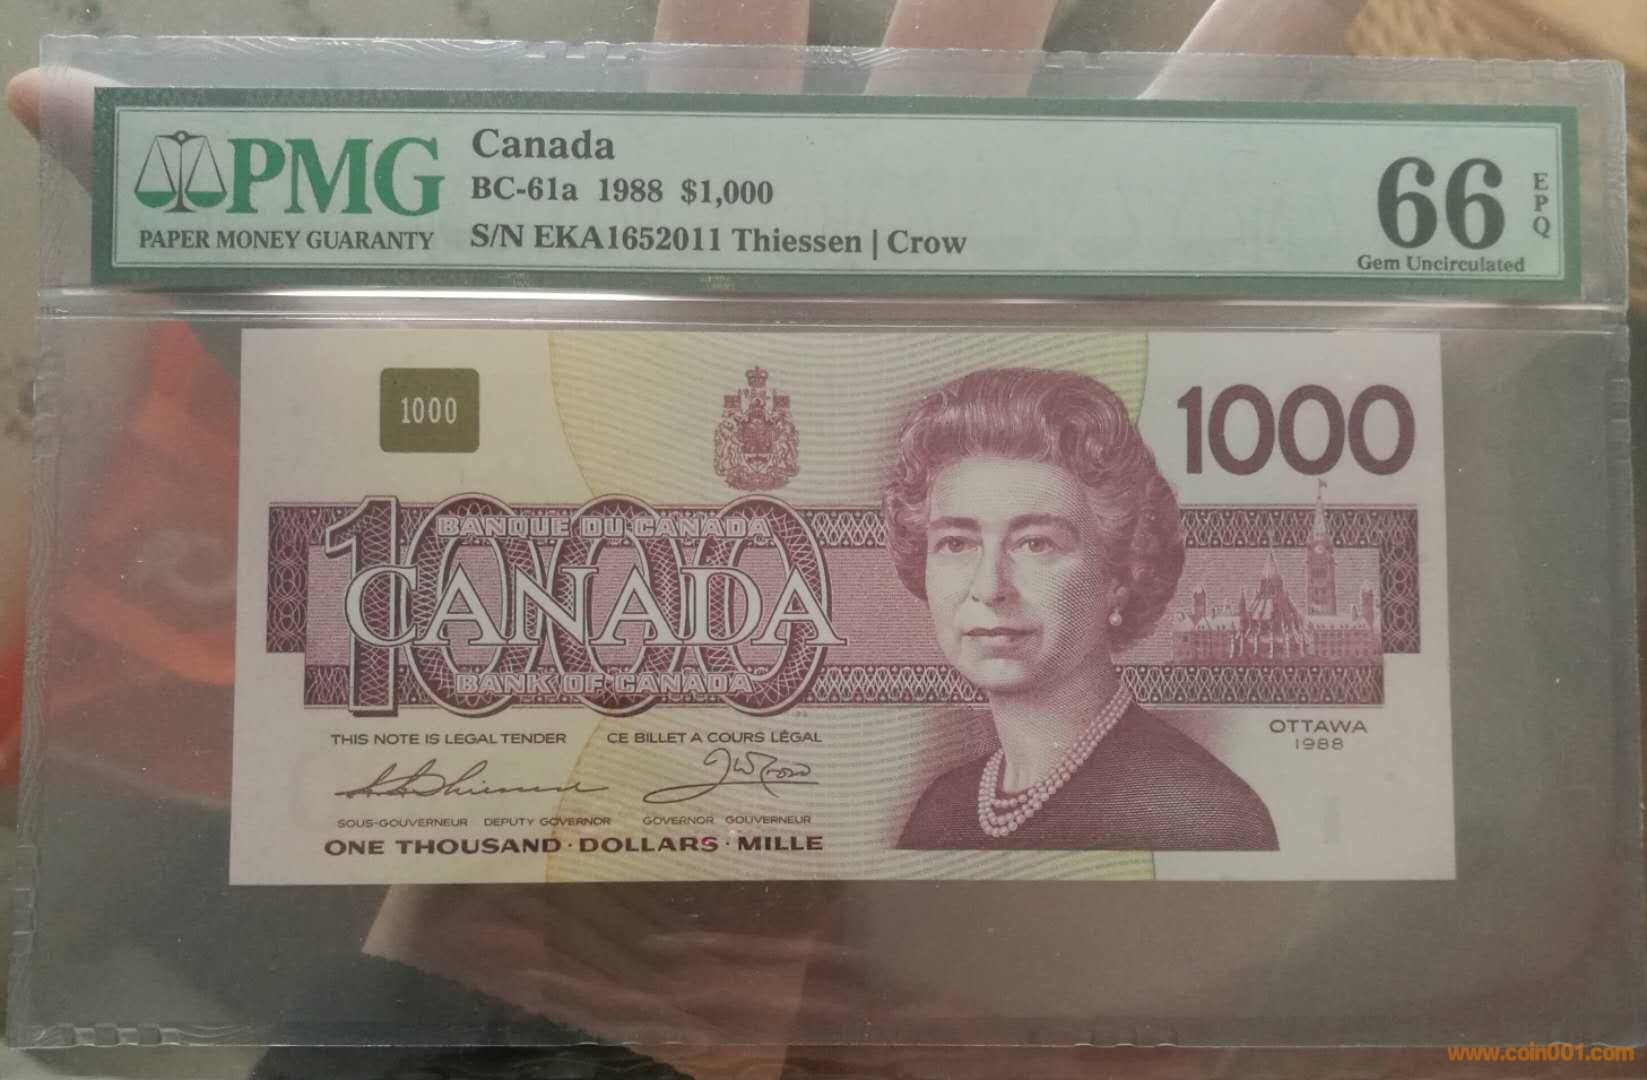 PMG
PAPER MONEY GUARANTY
Canada
BC-61a 1988 $1,000
S/N EKA1652011 Thiessen | Crow
66
EPQ
Gem Uncirculated
1000
1000
1000
BANQUE DU CANADA
CANADA
BANK OF CANADA
THIS NOTE IS LEGAL TENDER CE BILLET A COURS LÉGAL
OTTAWA
1988
SOUS-GOUVERNEUR DEPUTY GOVERNOR GOVERNOR GOUVERNEUR
ONE THOUSAND · DOLLARS · MILLE
www.coin001.com